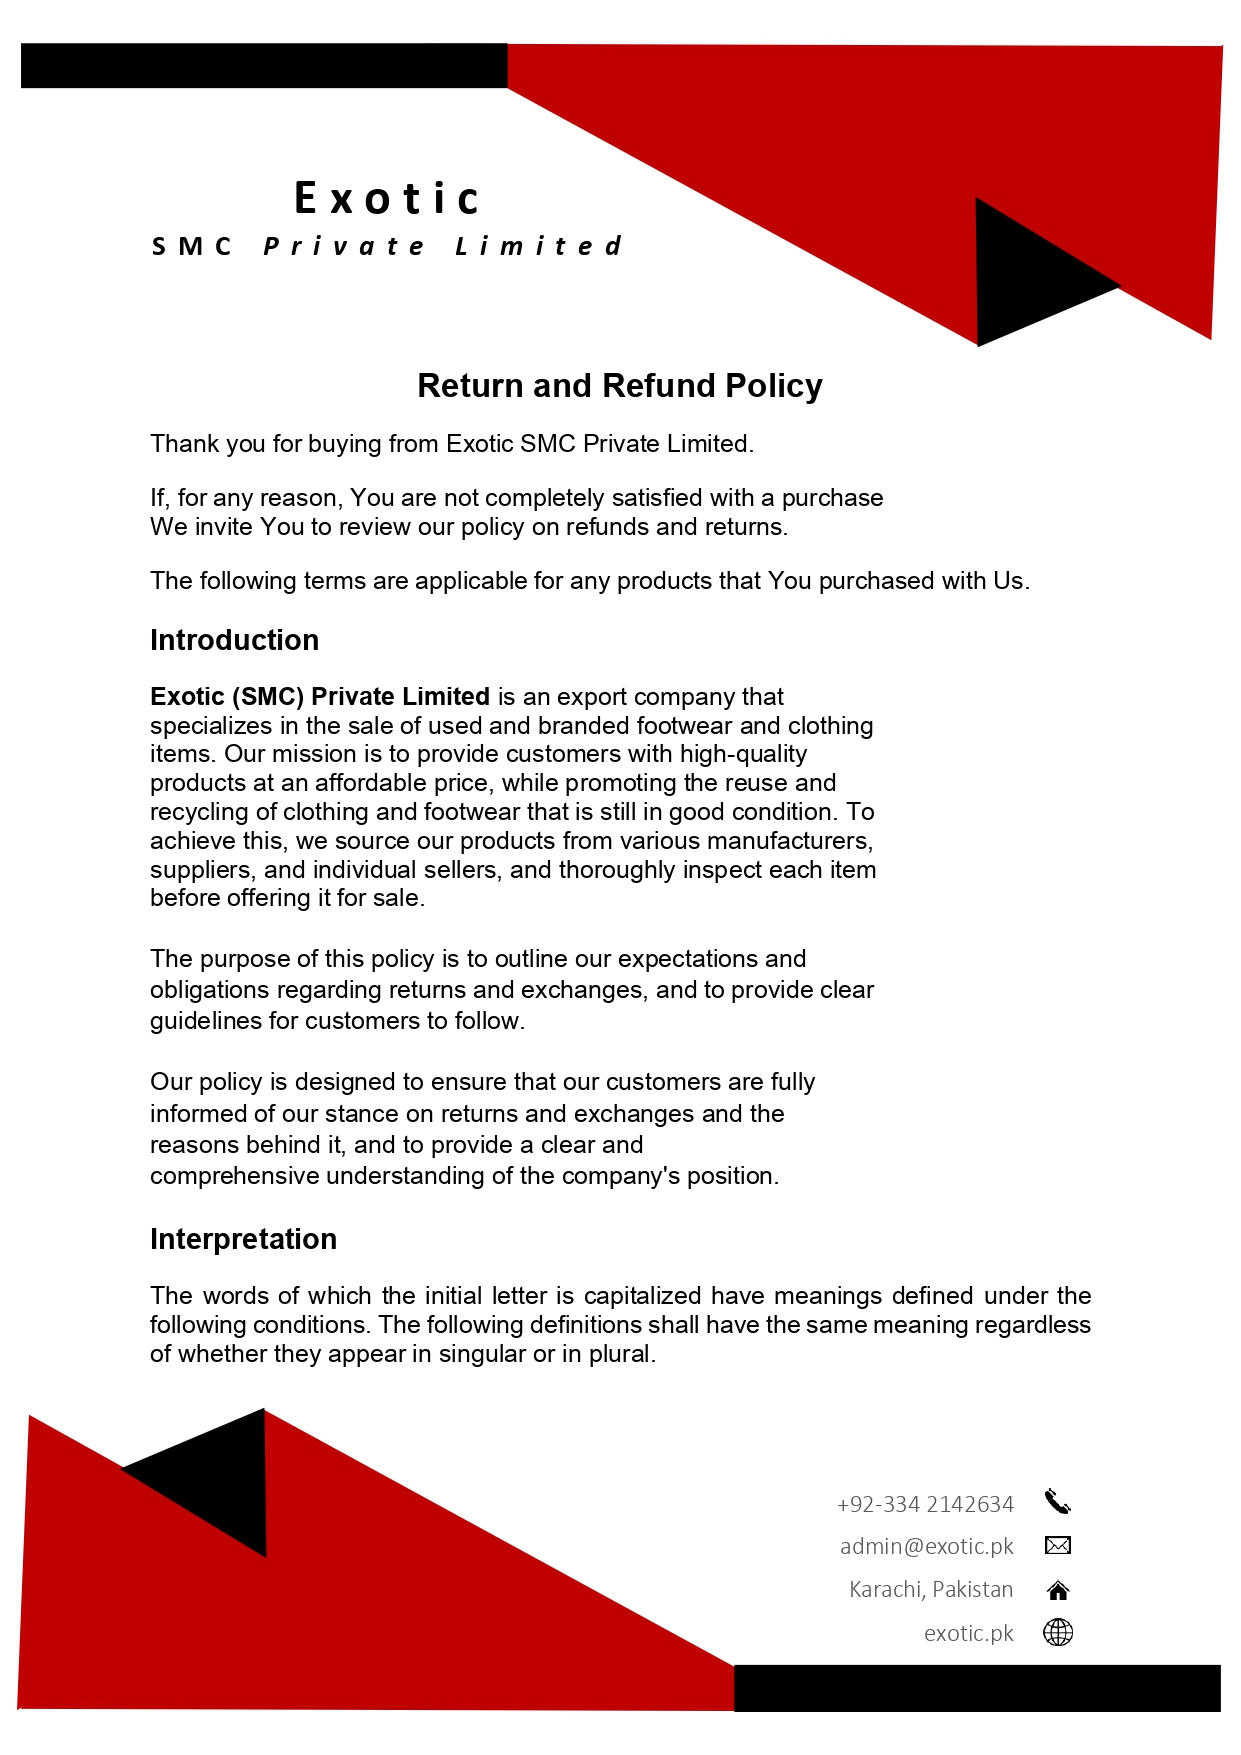 Exotic
SMC Private Limited
Return and Refund Policy
Thank you for buying from Exotic SMC Private Limited.
If, for any reason, You are not completely satisfied with a purchase
We invite You to review our policy on refunds and returns.
The following terms are applicable for any products that You purchased with Us.
Introduction
Exotic (SMC) Private Limited is an export company that
specializes in the sale of used and branded footwear and clothing
items. Our mission is to provide customers with high-quality
products at an affordable price, while promoting the reuse and
recycling of clothing and footwear that is still in good condition. To
achieve this, we source our products from various manufacturers,
suppliers, and individual sellers, and thoroughly inspect each item
before offering it for sale.
The purpose of this policy is to outline our expectations and
obligations regarding returns and exchanges, and to provide clear
guidelines for customers to follow.
Our policy is designed to ensure that our customers are fully
informed of our stance on returns and exchanges and the
reasons behind it, and to provide a clear and
comprehensive understanding of the company's position.
Interpretation
The words of which the initial letter is capitalized have meanings defined under the
following conditions. The following definitions shall have the same meaning regardless
of whether they appear in singular or in plural.
+92-334 2142634
admin@exotic.pk
Karachi, Pakistan
exotic.pk